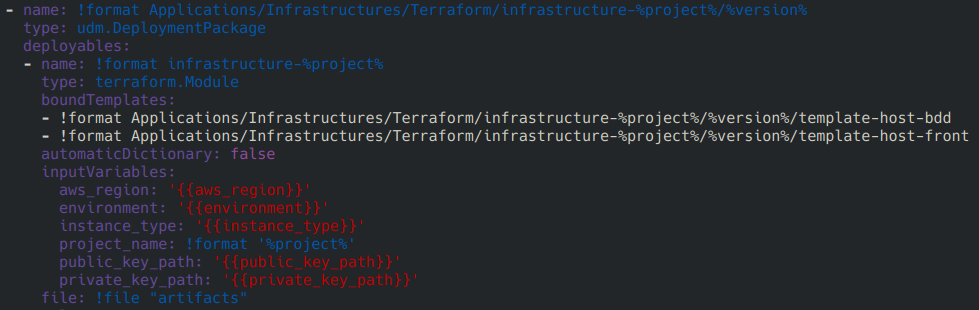 - name: !format Applications/Infrastructures/Terraform/infrastructure-%project%/%version%
  type: udm.DeploymentPackage
  deployables:
  - name: !format infrastructure-%project%
    type: terraform.Module
    boundTemplates:
    - !format Applications/Infrastructures/Terraform/infrastructure-%project%/%version%/template-host-bdd
    - !format Applications/Infrastructures/Terraform/infrastructure-%project%/%version%/template-host-front
    automaticDictionary: false
    inputVariables:
      aws_region: '{{aws_region}}'
      environment: '{{environment}}'
      instance_type: '{{instance_type}}'
      project_name: !format '%project%'
      public_key_path: '{{public_key_path}}'
      private_key_path: '{{private_key_path}}'
    file: !file "artifacts"